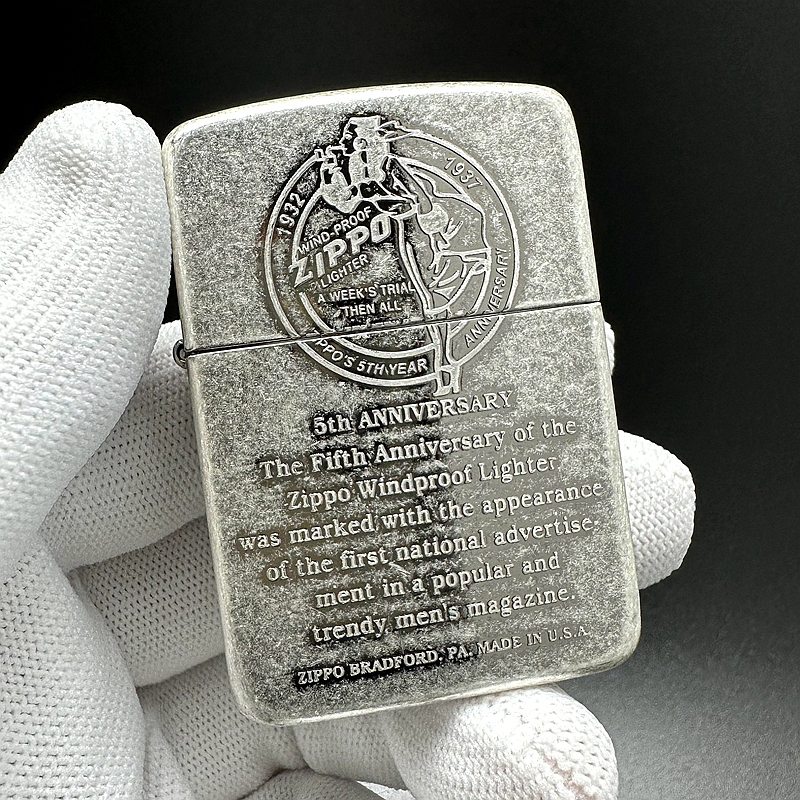 1932
1937
WIND-PROOF
ZIPPO
LIGHTER
A WEEK'S TRIAL
THEN ALL
ZIPPO'S 5TH YEAR ANNIVERSARY
5th ANNIVERSARY
The Fifth Anniversary of the
Zippo Windproof Lighter
was marked with the appearance
of the first national advertise-
ment in a popular and
trendy men's magazine.
ZIPPO BRADFORD, PA. MADE IN U.S.A.